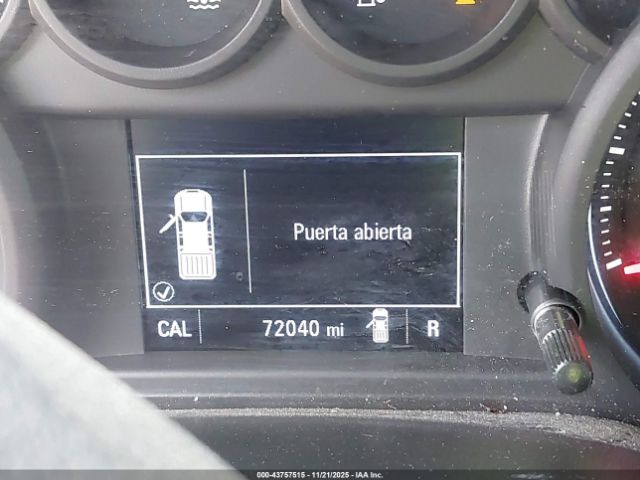 Puerta abierta
CAL 72040 mi R
000-43757515 - 11/21/2025 - IAA Inc.